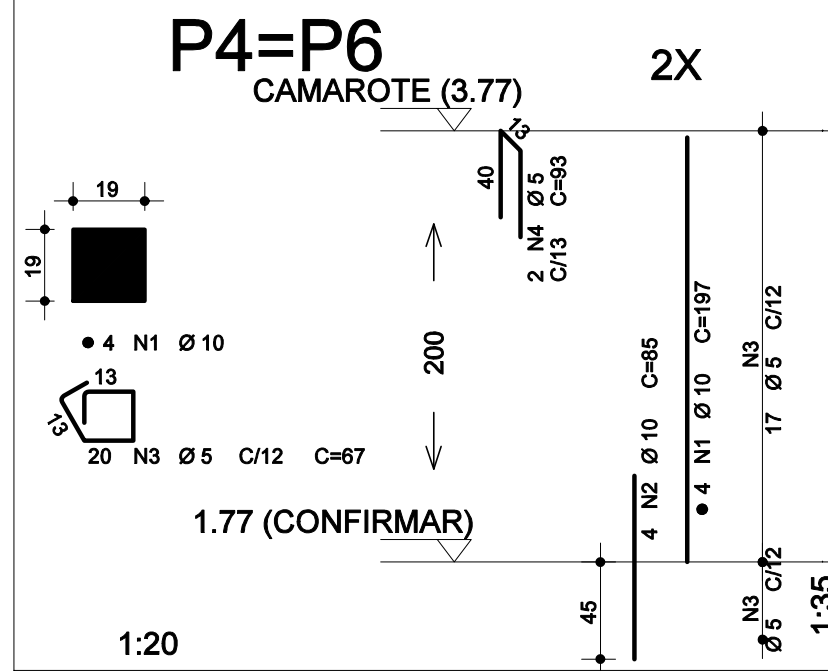 P4=P6
2X
CAMAROTE (3.77)
13
40
2 N4 Ø 5
C/13 C=93
19
19
4 N1 Ø 10
13
13
20 N3 Ø 5 C/12 C=67
200
4 N2 Ø 10 C=85
4 N1 Ø 10 C=197
N3
17 Ø 5 C/12
1.77 (CONFIRMAR)
45
N3
Ø 5 C/12
1:20
1:35